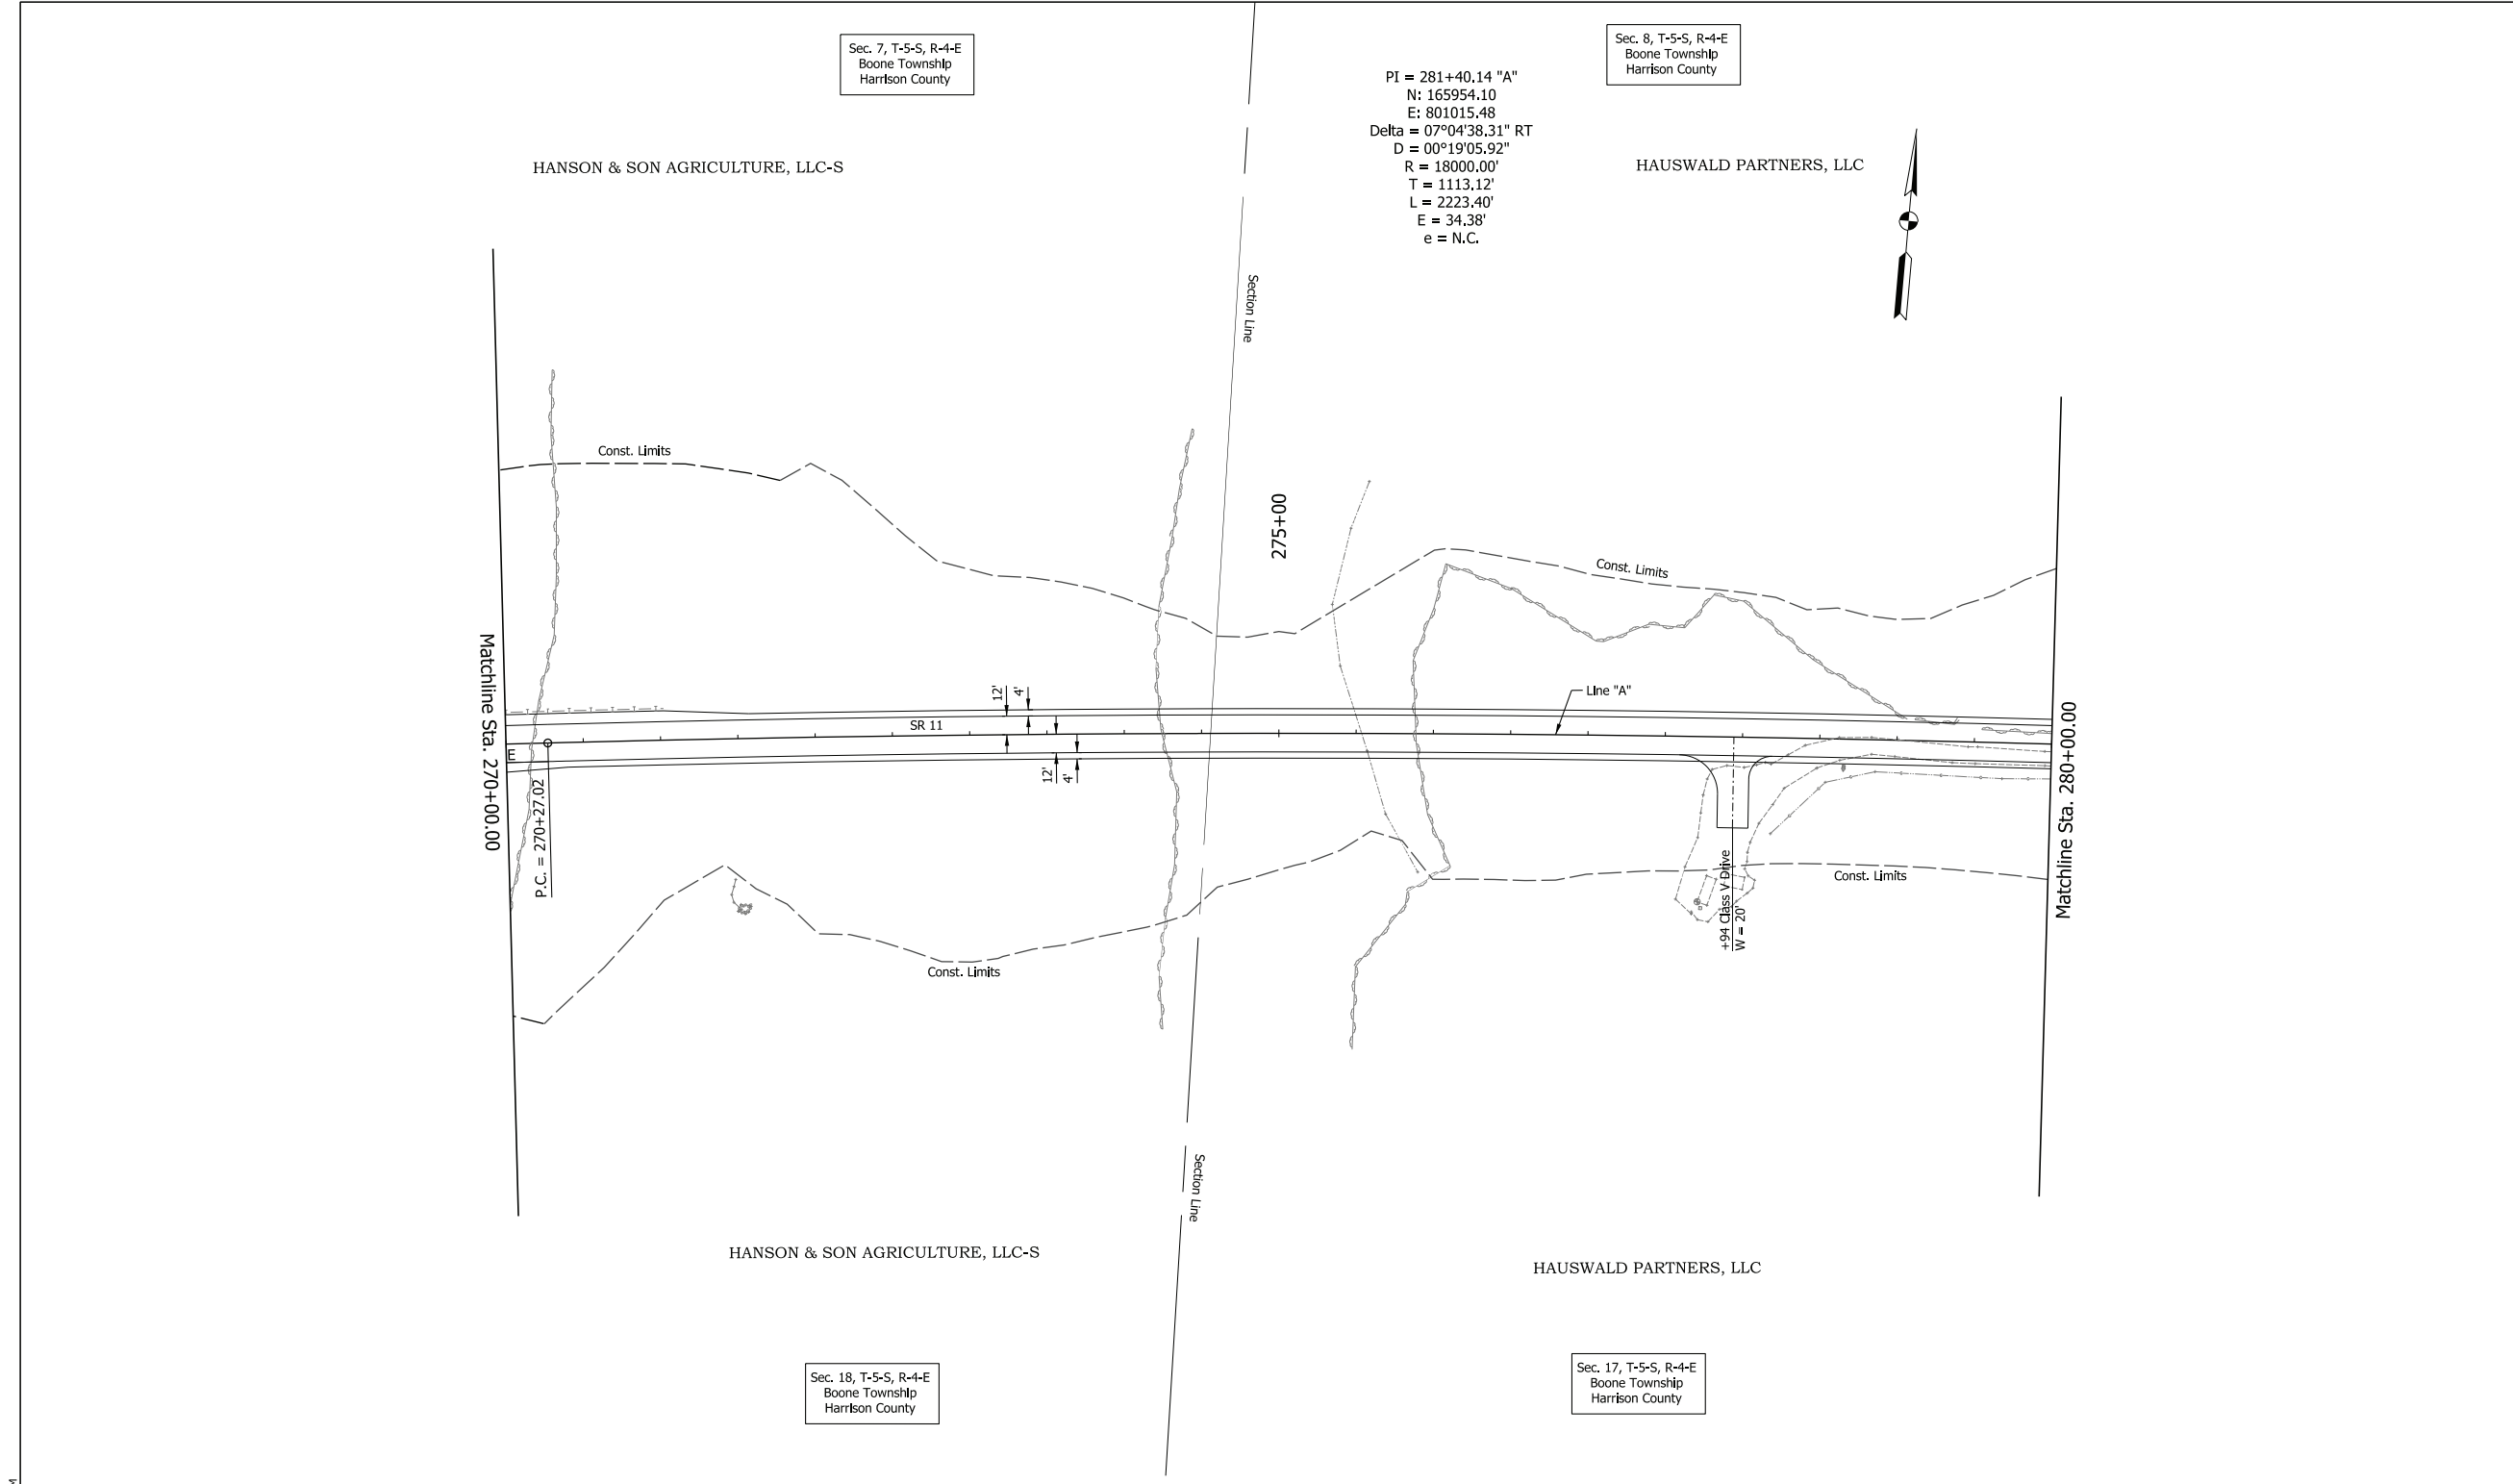 Sec. 7, T-5-S, R-4-E
Boone Township
Harrison County
Sec. 8, T-5-S, R-4-E
Boone Township
Harrison County
PI = 281+40.14 "A"
N: 165954.10
E: 801015.48
Delta = 07°04'38.31" RT
D = 00°19'05.92"
R = 18000.00'
T = 1113.12'
L = 2223.40'
E = 34.38'
e = N.C.
HANSON & SON AGRICULTURE, LLC-S
HAUSWALD PARTNERS, LLC
Section Line
Const. Limits
275+00
Const. Limits
Matchline Sta. 270+00.00
12'
4'
Line "A"
SR 11
E
12'
4'
P.C. = 270+27.02
Matchline Sta. 280+00.00
+94 Class V Drive
W = 20'
Const. Limits
Const. Limits
Section Line
HANSON & SON AGRICULTURE, LLC-S
HAUSWALD PARTNERS, LLC
Sec. 18, T-5-S, R-4-E
Boone Township
Harrison County
Sec. 17, T-5-S, R-4-E
Boone Township
Harrison County